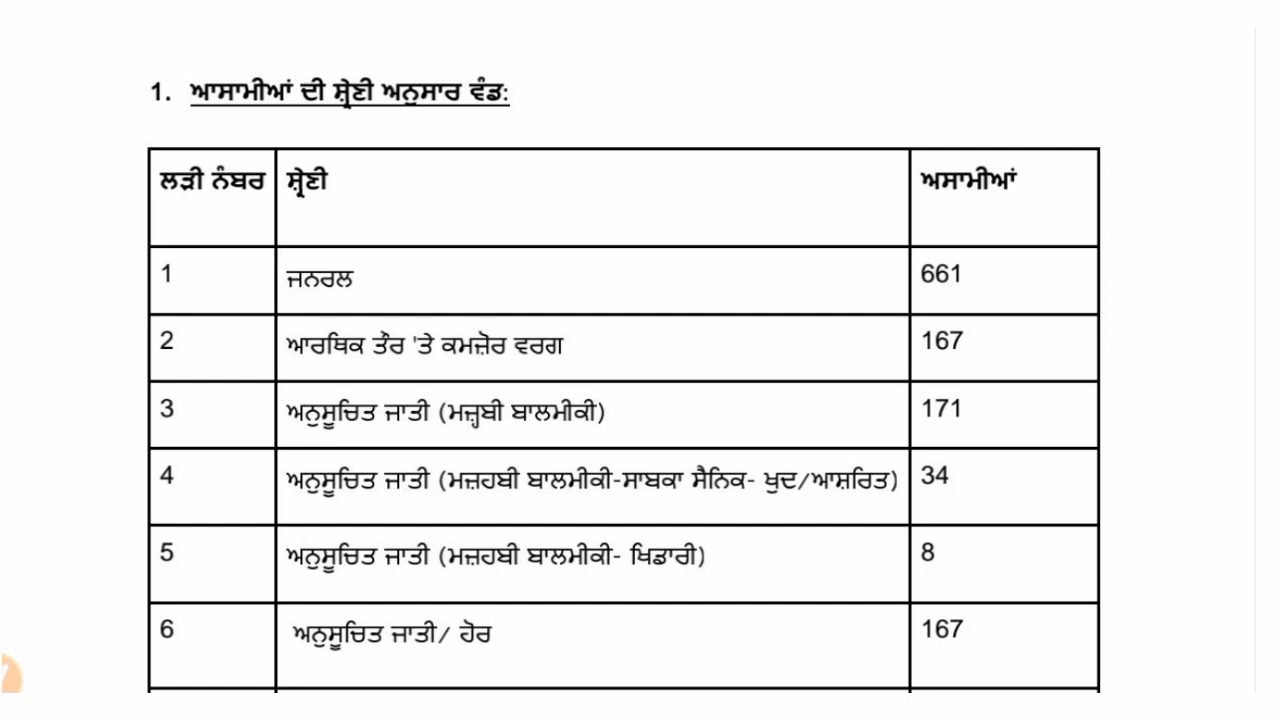 1. ਆਸਾਮੀਆਂ ਦੀ ਸ਼੍ਰੇਣੀ ਅਨੁਸਾਰ ਵੰਡ:
ਲੜੀ ਨੰਬਰ ਸ਼੍ਰੇਣੀ ਅਸਾਮੀਆਂ
1 ਜਨਰਲ 661
2 ਆਰਥਿਕ ਤੌਰ 'ਤੇ ਕਮਜ਼ੋਰ ਵਰਗ 167
3 ਅਨੁਸੂਚਿਤ ਜਾਤੀ (ਮਜ਼੍ਹਬੀ ਬਾਲਮੀਕੀ) 171
4 ਅਨੁਸੂਚਿਤ ਜਾਤੀ (ਮਜ਼ਹਬੀ ਬਾਲਮੀਕੀ-ਸਾਬਕਾ ਸੈਨਿਕ- ਖੁਦ/ਆਸ਼ਰਿਤ) 34
5 ਅਨੁਸੂਚਿਤ ਜਾਤੀ (ਮਜ਼ਹਬੀ ਬਾਲਮੀਕੀ- ਖਿਡਾਰੀ) 8
6 ਅਨੁਸੂਚਿਤ ਜਾਤੀ/ ਹੋਰ 167